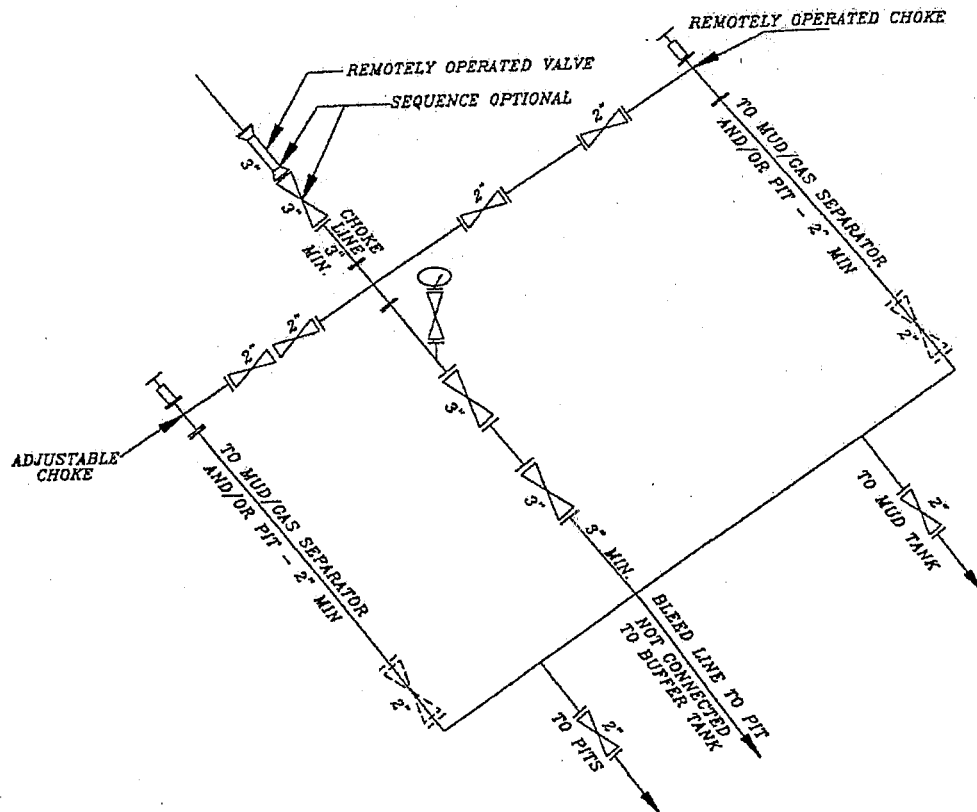 REMOTELY OPERATED CHOKE
REMOTELY OPERATED VALVE
SEQUENCE OPTIONAL
3"
3"
CHOKE
LINE
3"
MIN.
2"
2"
TO MUD/GAS SEPARATOR
AND/OR PIT - 2" MIN
2"
2"
2"
ADJUSTABLE
CHOKE
TO MUD/GAS SEPARATOR
AND/OR PIT - 2" MIN
2"
3"
3"
3" MIN.
2"
TO MUD TANK
BLEED LINE TO PIT
NOT CONNECTED
TO BUFFER TANK
2"
TO PITS